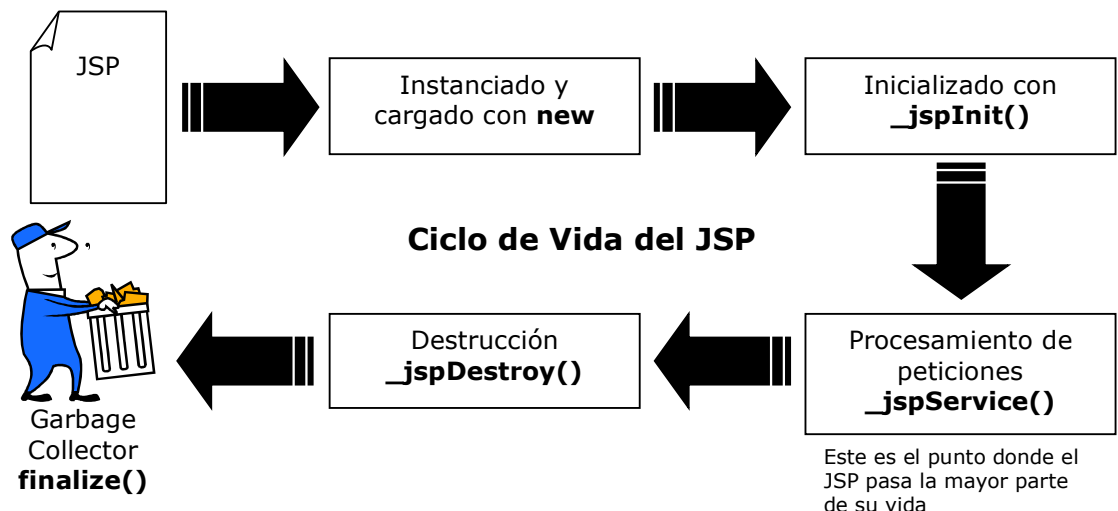 JSP
Instanciado y
cargado con new
Inicializado con
_jspInit()
Ciclo de Vida del JSP
Procesamiento de
peticiones
_jspService()
Este es el punto donde el
JSP pasa la mayor parte
de su vida
Destrucción
_jspDestroy()
Garbage
Collector
finalize()